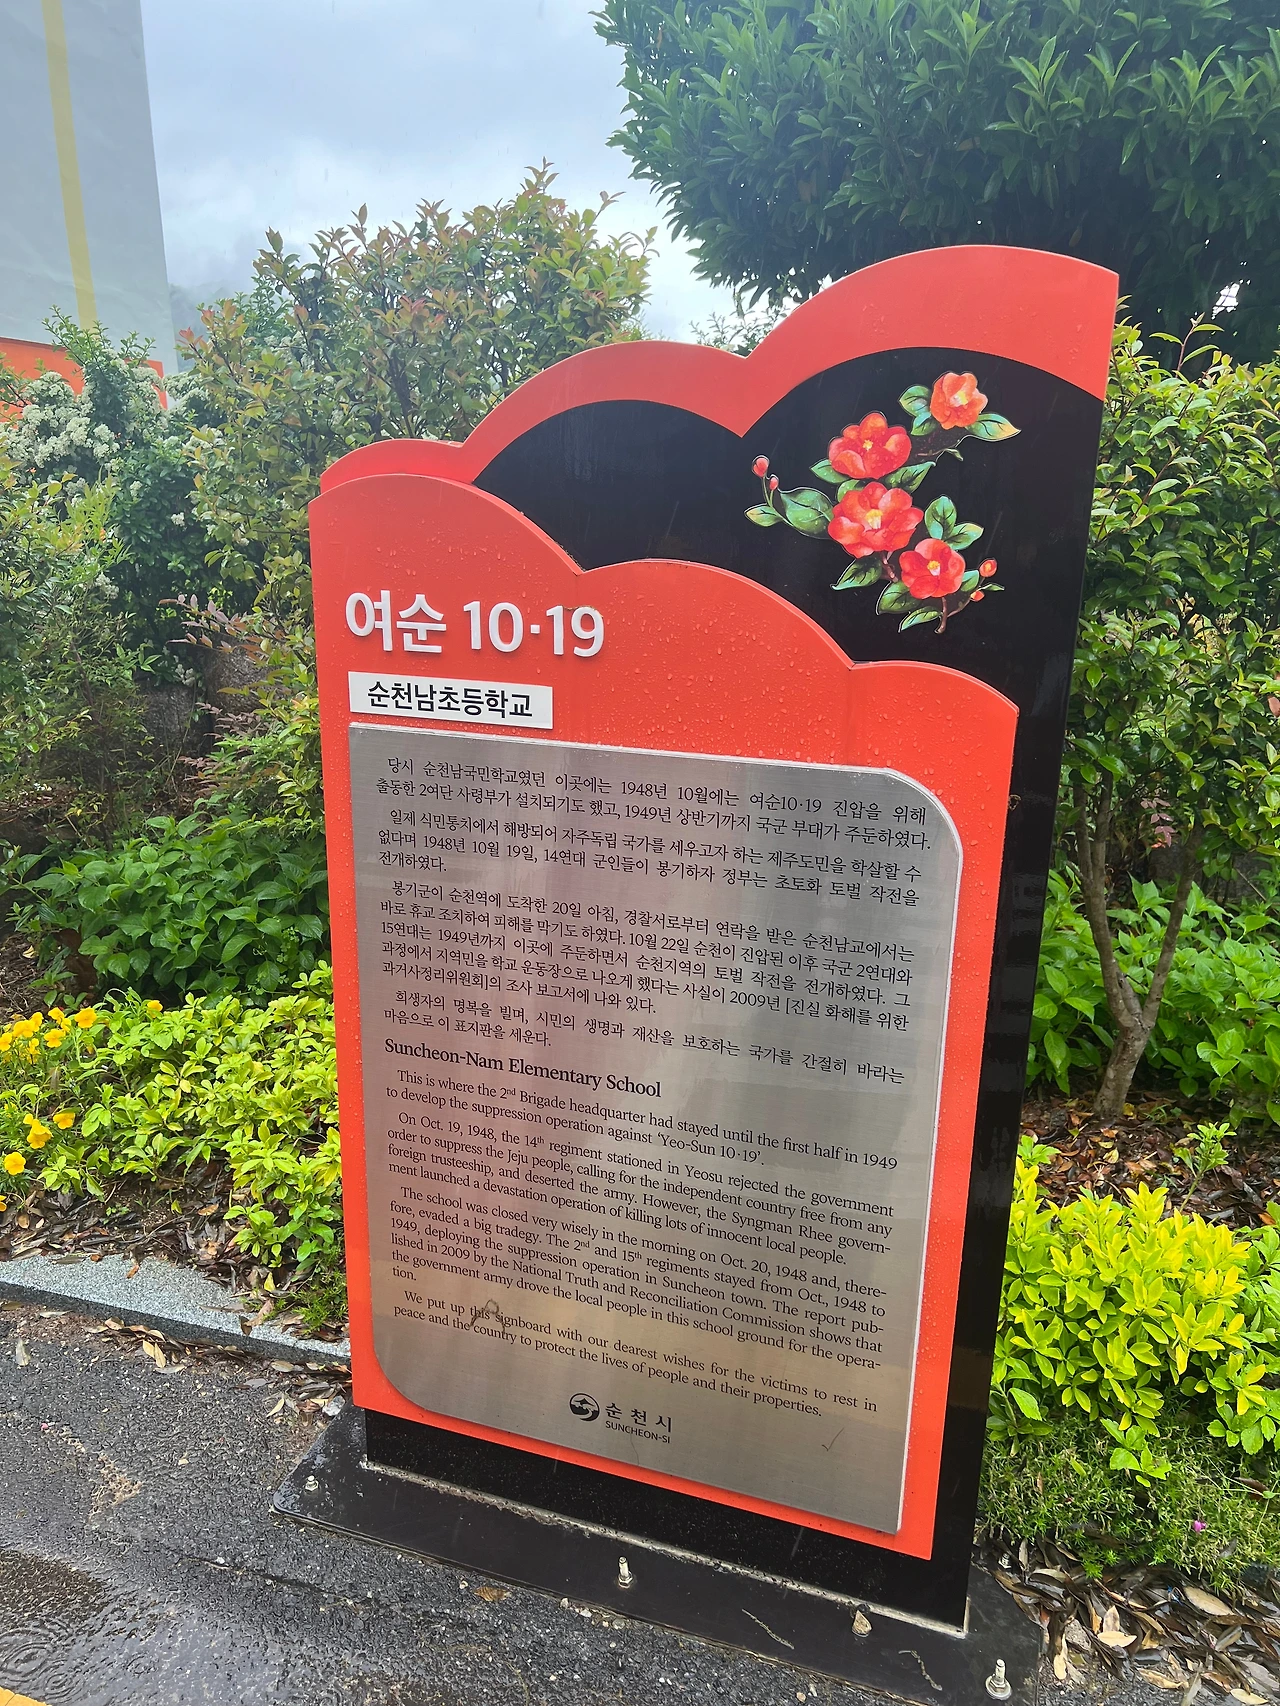 여순 10·19
순천남초등학교
당시 순천남국민학교였던 이곳에는 1948년 10월에는 여순10·19 진압을 위해
출동한 2여단 사령부가 설치되기도 했고, 1949년 상반기까지 국군 부대가 주둔하였다.
일제 식민통치에서 해방되어 자주독립 국가를 세우고자 하는 제주도민을 학살할 수
없다며 1948년 10월 19일, 14연대 군인들이 봉기하자 정부는 초토화 토벌 작전을
전개하였다.
봉기군이 순천역에 도착한 20일 아침, 경찰서로부터 연락을 받은 순천남교에서는
바로 휴교 조치하여 피해를 막기도 하였다. 10월 22일 순천이 진압된 이후 국군 2연대와
15연대는 1949년까지 이곳에 주둔하면서 순천지역의 토벌 작전을 전개하였다. 그
과정에서 지역민을 학교 운동장으로 나오게 했다는 사실이 2009년 [진실 화해를 위한
과거사정리위원회]의 조사 보고서에 나와 있다.
희생자의 명복을 빌며, 시민의 생명과 재산을 보호하는 국가를 간절히 바라는
마음으로 이 표지판을 세운다.
Suncheon-Nam Elementary School
This is where the 2nd Brigade headquarter had stayed until the first half in 1949
to develop the suppression operation against 'Yeo-Sun 10·19'.
On Oct. 19, 1948, the 14th regiment stationed in Yeosu rejected the government
order to suppress the Jeju people, calling for the independent country free from any
foreign trusteeship, and deserted the army. However, the Syngman Rhee govern-
ment launched a devastation operation of killing lots of innocent local people.
The school was closed very wisely in the morning on Oct. 20, 1948 and, there-
fore, evaded a big tradegy. The 2nd and 15th regiments stayed from Oct., 1948 to
1949, deploying the suppression operation in Suncheon town. The report pub-
lished in 2009 by the National Truth and Reconciliation Commission shows that
the government army drove the local people in this school ground for the opera-
tion.
We put up this signboard with our dearest wishes for the victims to rest in
peace and the country to protect the lives of people and their properties.
순천시
SUNCHEON-SI